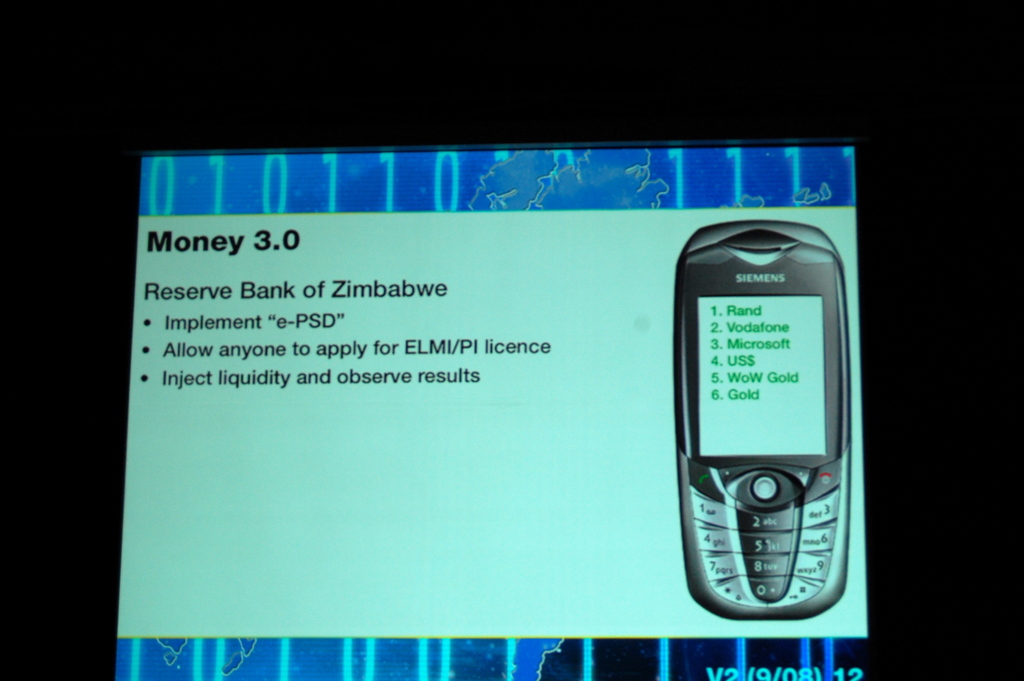 0 1 0 1 1 0 1 1 1 1
Money 3.0
Reserve Bank of Zimbabwe
• Implement “e-PSD”
• Allow anyone to apply for ELMI/PI licence
• Inject liquidity and observe results
SIEMENS
1. Rand
2. Vodafone
3. Microsoft
4. US$
5. WoW Gold
6. Gold
1
2 abc
def 3
4 ghi
5 jkl
mno 6
7 pqrs
8 tuv
wxyz 9
* 0 + #
V2 (9/08) 12